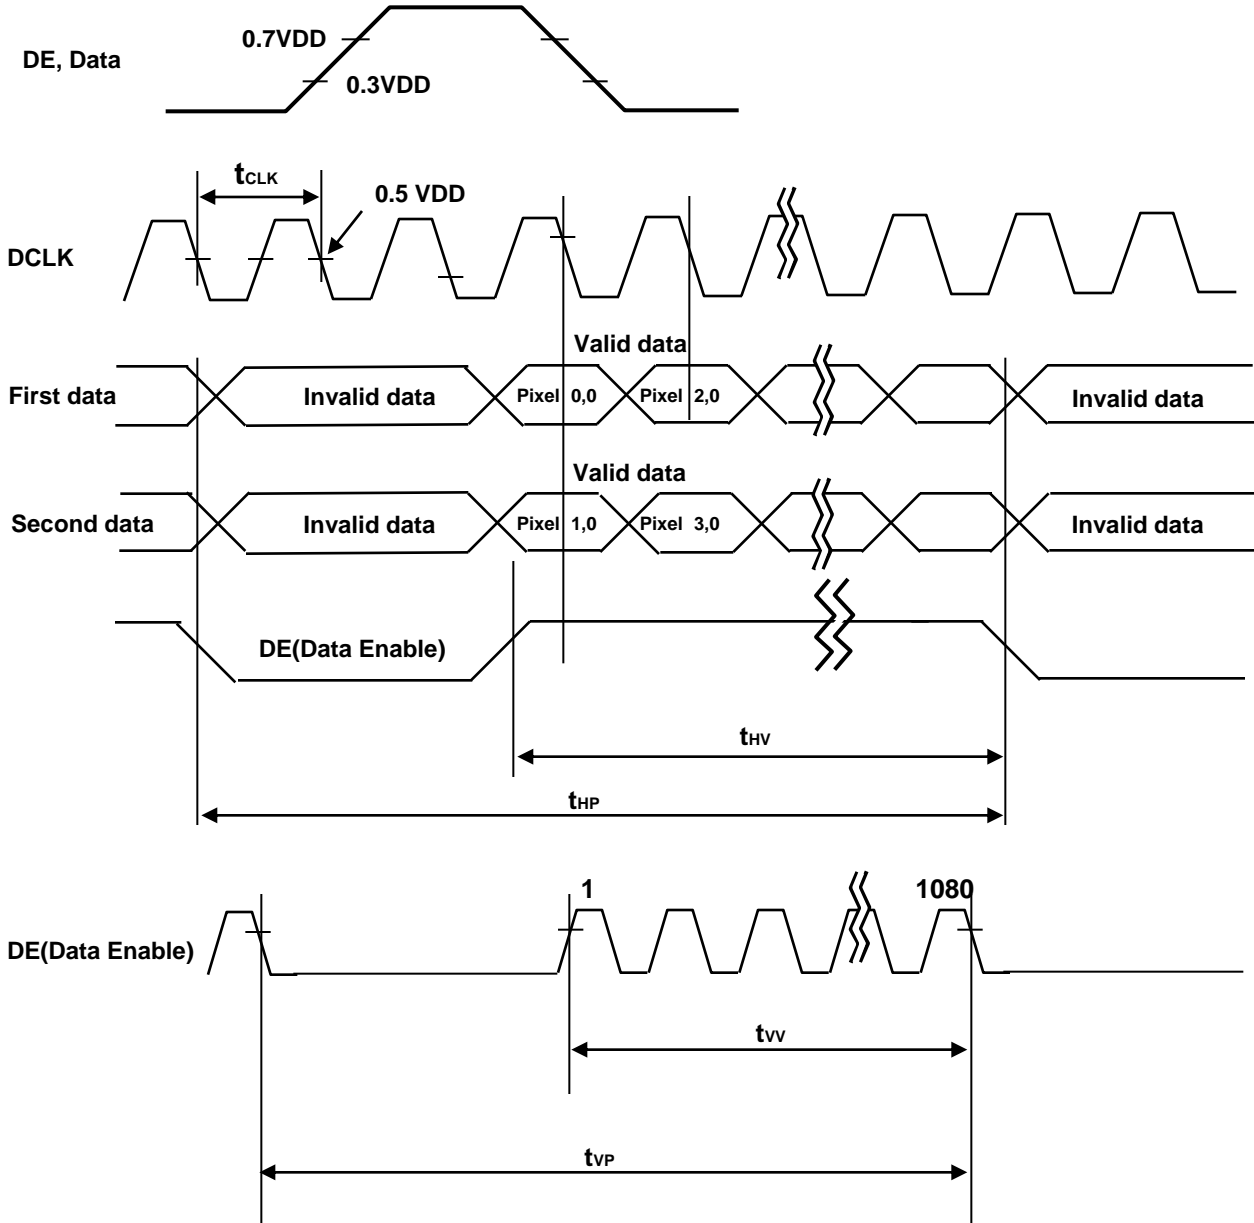 DE, Data
0.7VDD
0.3VDD
tCLK
0.5 VDD
DCLK
Valid data
First data
Invalid data
Pixel 0,0
Pixel 2,0
Invalid data
Valid data
Second data
Invalid data
Pixel 1,0
Pixel 3,0
Invalid data
DE(Data Enable)
tHV
tHP
1
1080
DE(Data Enable)
tVV
tVP